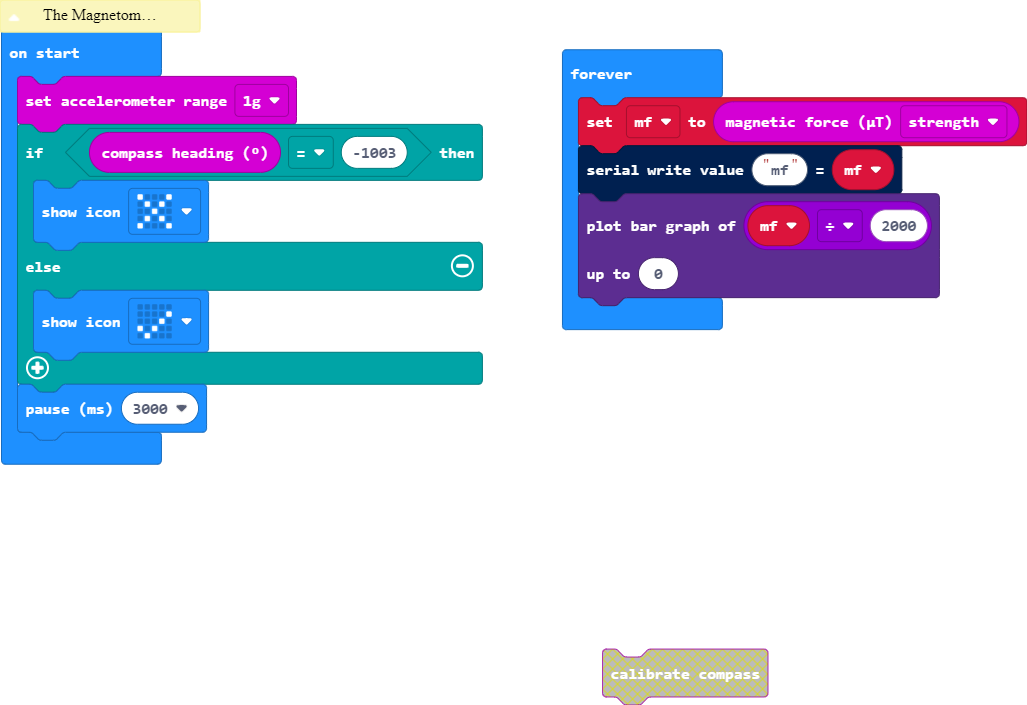 The Magnetom…
on start
set accelerometer range 1g
if compass heading (º) = -1003 then
show icon
else
show icon
pause (ms) 3000
forever
set mf to magnetic force (µT) strength
serial write value "mf" = mf
plot bar graph of mf ÷ 2000
up to 0
calibrate compass